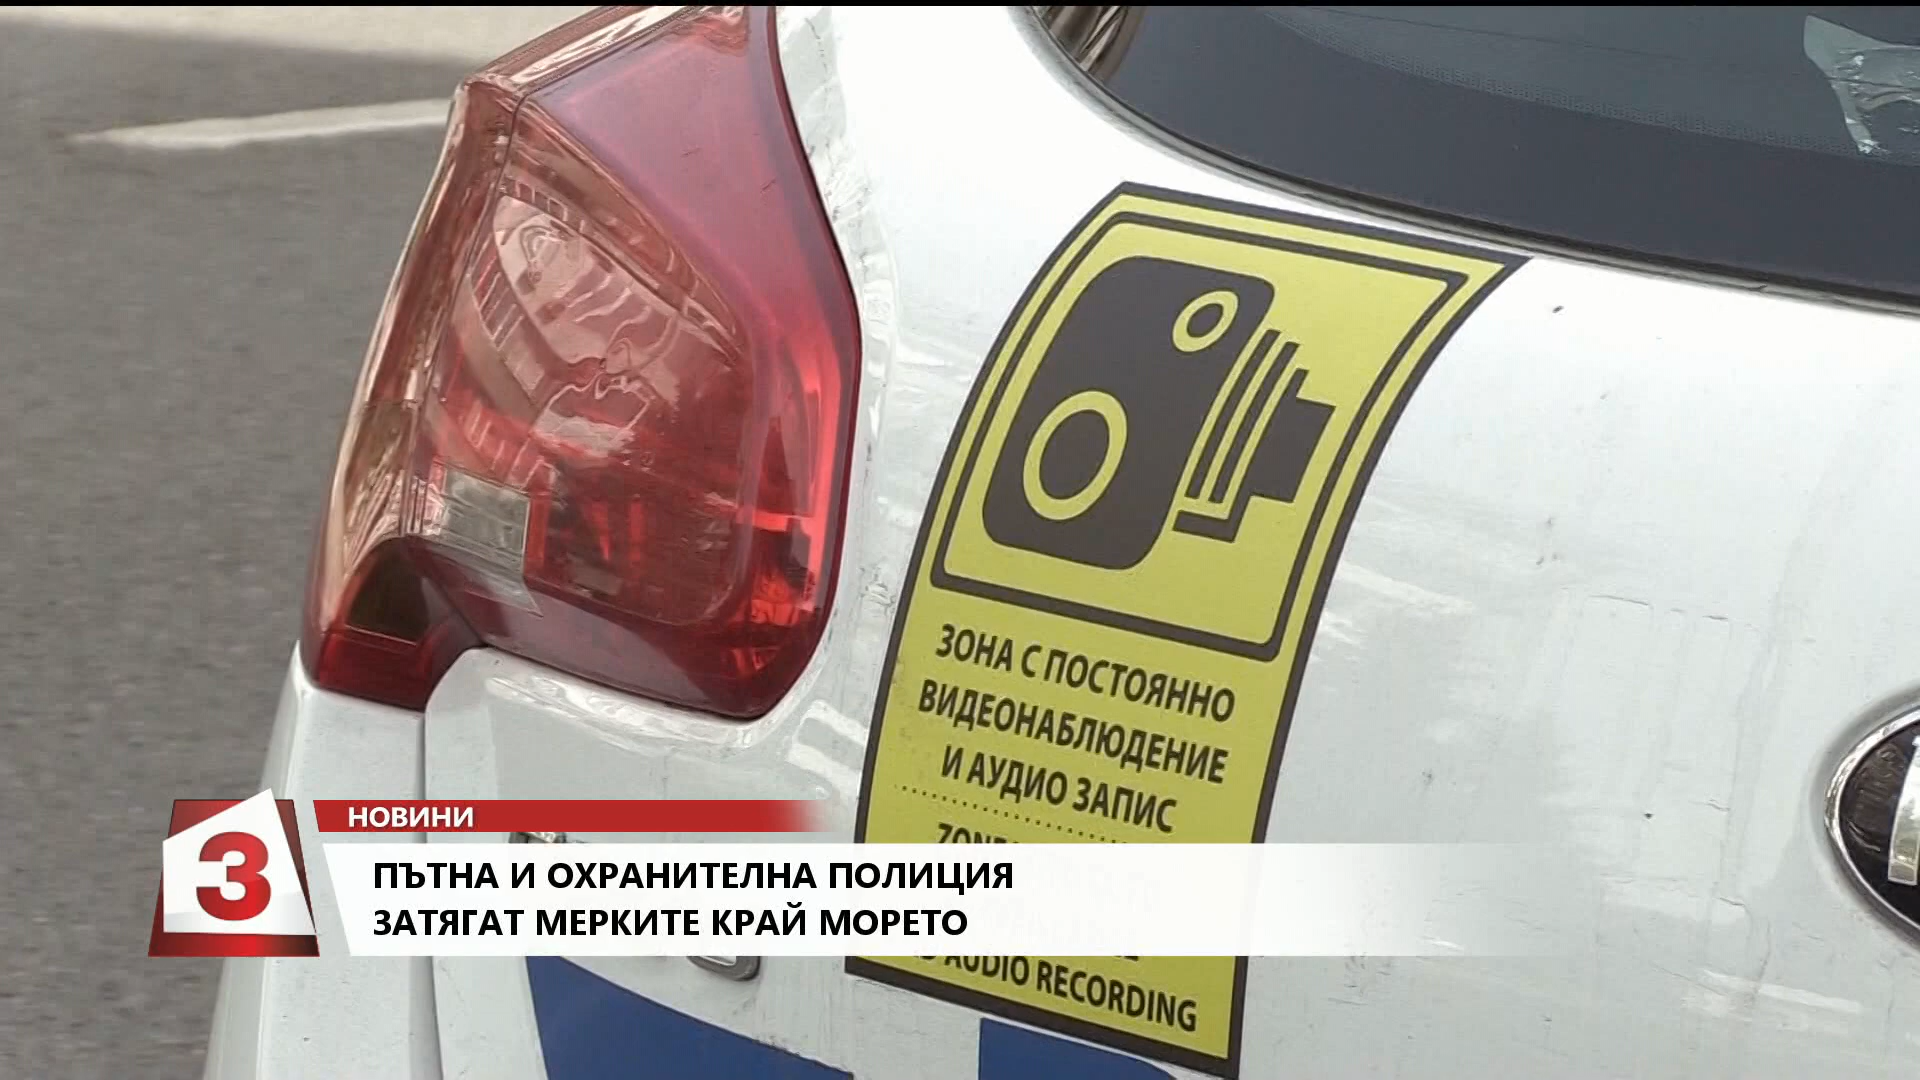 ЗОНА С ПОСТОЯННО
ВИДЕОНАБЛЮДЕНИЕ
И АУДИО ЗАПИС
AUDIO RECORDING
3
НОВИНИ
ПЪТНА И ОХРАНИТЕЛНА ПОЛИЦИЯ
ЗАТЯГАТ МЕРКИТЕ КРАЙ МОРЕТО